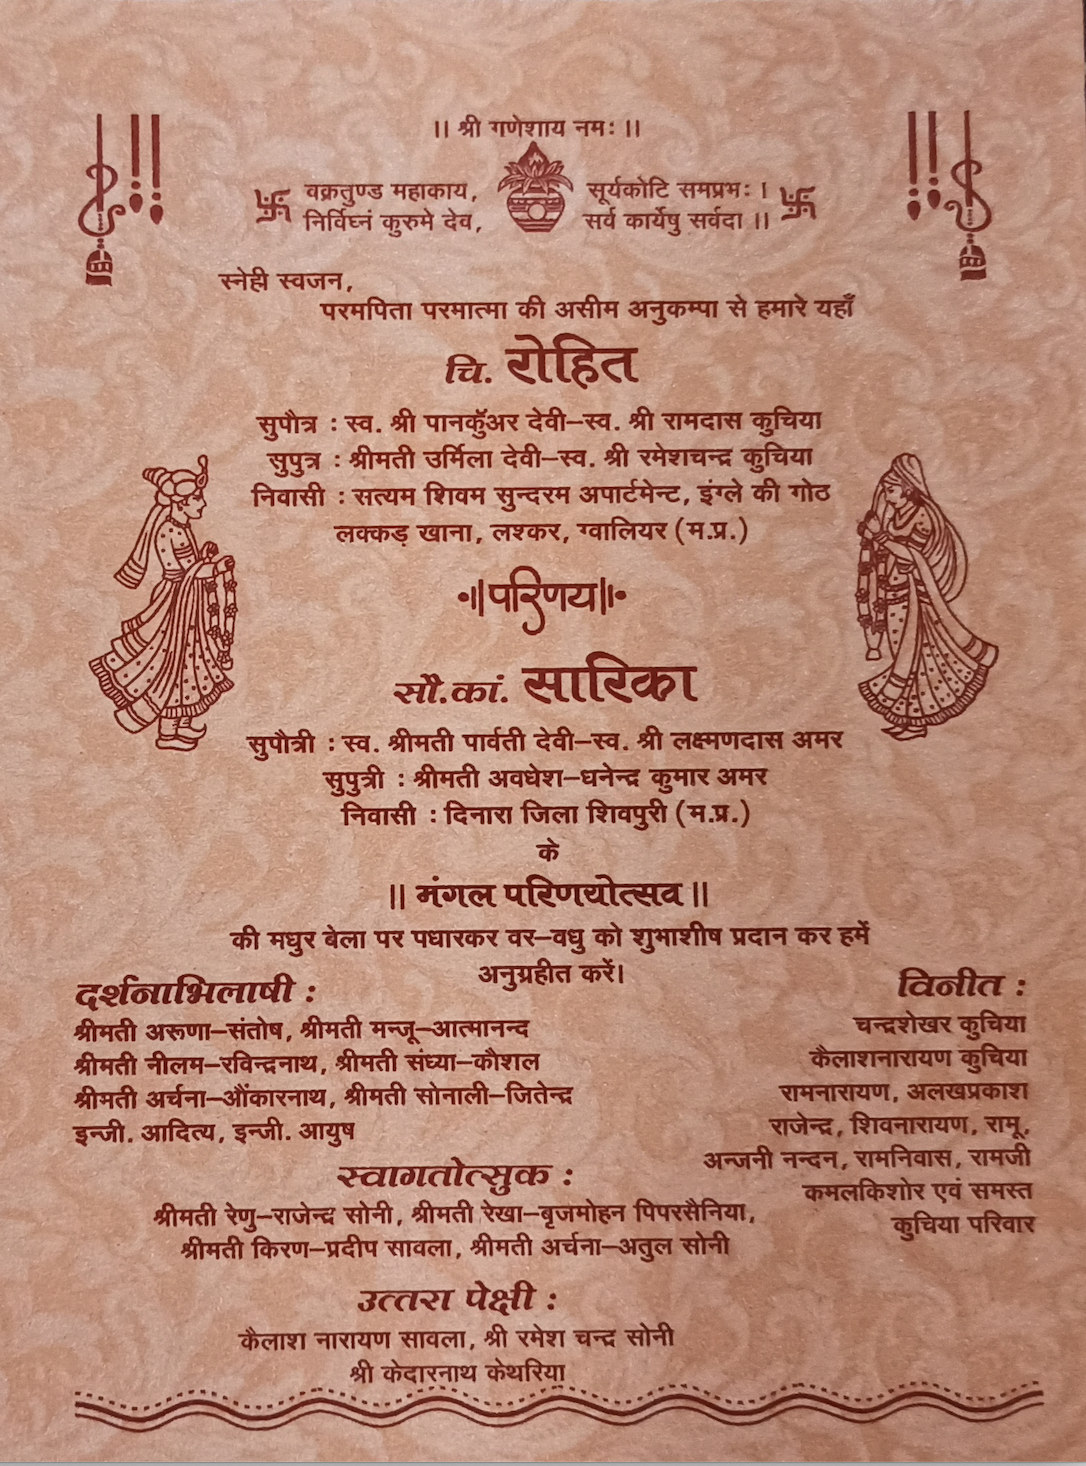 ।। श्री गणेशाय नमः ।।
वक्रतुण्ड महाकाय, सूर्यकोटि समप्रभः ।
निर्विघ्नं कुरुमे देव, सर्व कार्येषु सर्वदा ।।
स्नेही स्वजन,
परमपिता परमात्मा की असीम अनुकम्पा से हमारे यहाँ
चि. रोहित
सुपौत्र : स्व. श्री पानकुॅंअर देवी–स्व. श्री रामदास कुचिया
सुपुत्र : श्रीमती उर्मिला देवी–स्व. श्री रमेशचन्द्र कुचिया
निवासी : सत्यम शिवम सुन्दरम अपार्टमेन्ट, इंग्ले की गोठ
लक्कड़ खाना, लश्कर, ग्वालियर (म.प्र.)
॥परिणय॥
सौ.कां. सारिका
सुपौत्री : स्व. श्रीमती पार्वती देवी–स्व. श्री लक्ष्मणदास अमर
सुपुत्री : श्रीमती अवधेश–धनेन्द्र कुमार अमर
निवासी : दिनारा जिला शिवपुरी (म.प्र.)
के
॥ मंगल परिणयोत्सव ॥
की मधुर बेला पर पधारकर वर–वधु को शुभाशीष प्रदान कर हमें
अनुग्रहीत करें।
दर्शनाभिलाषी :
श्रीमती अरूणा–संतोष, श्रीमती मन्जू–आत्मानन्द
श्रीमती नीलम–रविन्द्रनाथ, श्रीमती संध्या–कौशल
श्रीमती अर्चना–औंकारनाथ, श्रीमती सोनाली–जितेन्द्र
इन्जी. आदित्य, इन्जी. आयुष
विनीत :
चन्द्रशेखर कुचिया
कैलाशनारायण कुचिया
रामनारायण, अलखप्रकाश
राजेन्द्र, शिवनारायण, रामू,
अन्जनी नन्दन, रामनिवास, रामजी
कमलकिशोर एवं समस्त
कुचिया परिवार
स्वागतोत्सुक :
श्रीमती रेणु–राजेन्द्र सोनी, श्रीमती रेखा–बृजमोहन पिपरसैनिया,
श्रीमती किरण–प्रदीप सावला, श्रीमती अर्चना–अतुल सोनी
उत्तरा पेक्षी :
कैलाश नारायण सावला, श्री रमेश चन्द्र सोनी
श्री केदारनाथ केथरिया